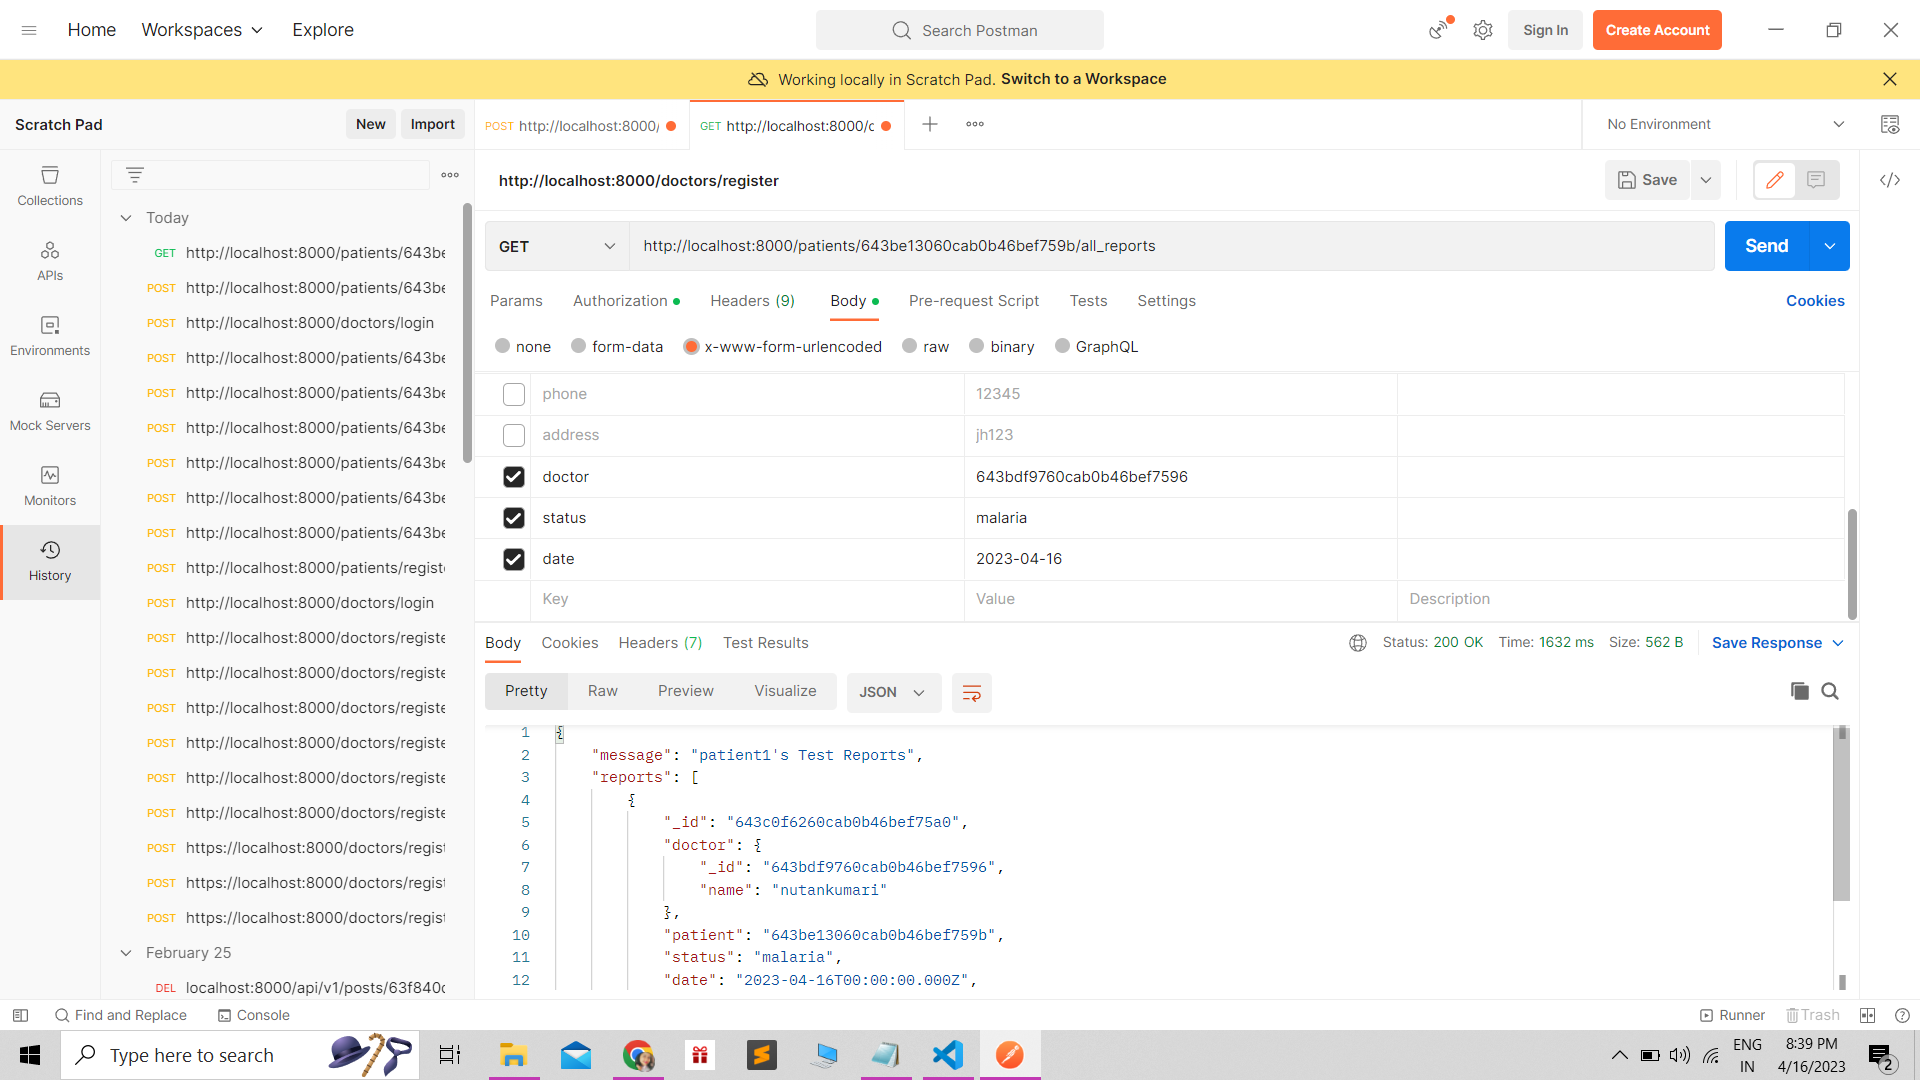 Home
Workspaces
Explore
Search Postman
Sign In
Create Account
Working locally in Scratch Pad. Switch to a Workspace
Scratch Pad
New
Import
POST http://localhost:8000/
GET http://localhost:8000/c
No Environment
Collections
APIs
Environments
Mock Servers
Monitors
History
Today
GET http://localhost:8000/patients/643be
POST http://localhost:8000/patients/643be
POST http://localhost:8000/doctors/login
POST http://localhost:8000/patients/643be
POST http://localhost:8000/patients/643be
POST http://localhost:8000/patients/643be
POST http://localhost:8000/patients/643be
POST http://localhost:8000/patients/643be
POST http://localhost:8000/patients/643be
POST http://localhost:8000/patients/registe
POST http://localhost:8000/doctors/login
POST http://localhost:8000/doctors/registe
POST http://localhost:8000/doctors/registe
POST http://localhost:8000/doctors/registe
POST http://localhost:8000/doctors/registe
POST http://localhost:8000/doctors/registe
POST http://localhost:8000/doctors/registe
POST https://localhost:8000/doctors/regist
POST https://localhost:8000/doctors/regist
POST https://localhost:8000/doctors/regist
February 25
DEL localhost:8000/api/v1/posts/63f840c
http://localhost:8000/doctors/register
Save
GET
http://localhost:8000/patients/643be13060cab0b46bef759b/all_reports
Send
Params
Authorization
Headers (9)
Body
Pre-request Script
Tests
Settings
Cookies
none
form-data
x-www-form-urlencoded
raw
binary
GraphQL
phone 12345
address jh123
doctor 643bdf9760cab0b46bef7596
status malaria
date 2023-04-16
Key Value Description
Body
Cookies
Headers (7)
Test Results
Status: 200 OK Time: 1632 ms Size: 562 B
Save Response
Pretty
Raw
Preview
Visualize
JSON
1 {
2 "message": "patient1's Test Reports",
3 "reports": [
4 {
5 "_id": "643c0f6260cab0b46bef75a0",
6 "doctor": {
7 "_id": "643bdf9760cab0b46bef7596",
8 "name": "nutankumari"
9 },
10 "patient": "643be13060cab0b46bef759b",
11 "status": "malaria",
12 "date": "2023-04-16T00:00:00.000Z",
Find and Replace
Console
Runner
Trash
Type here to search
ENG
IN
8:39 PM
4/16/2023
2